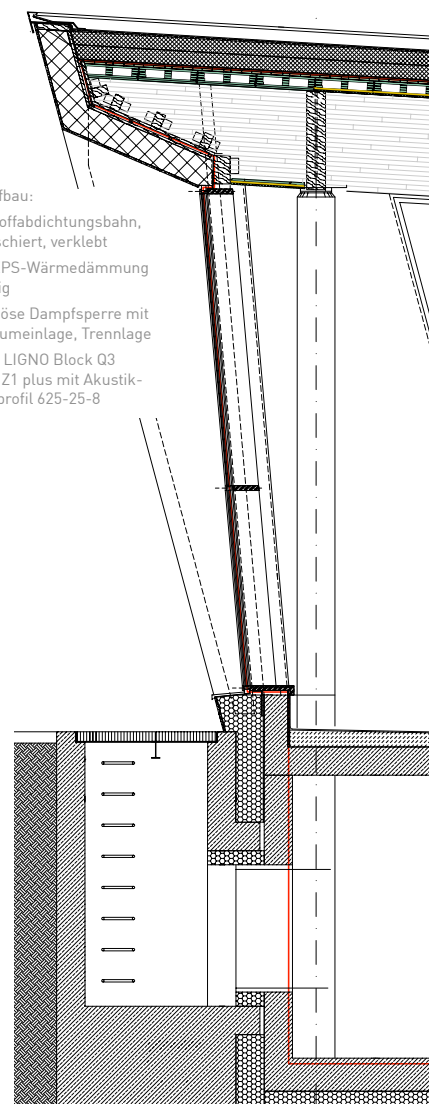 fbau:
offabdichtungsbahn,
schiert, verklebt
PS-Wärmedämmung
ig
öse Dampfsperre mit
umeinlage, Trennlage
LIGNO Block Q3
Z1 plus mit Akustik-
profil 625-25-8